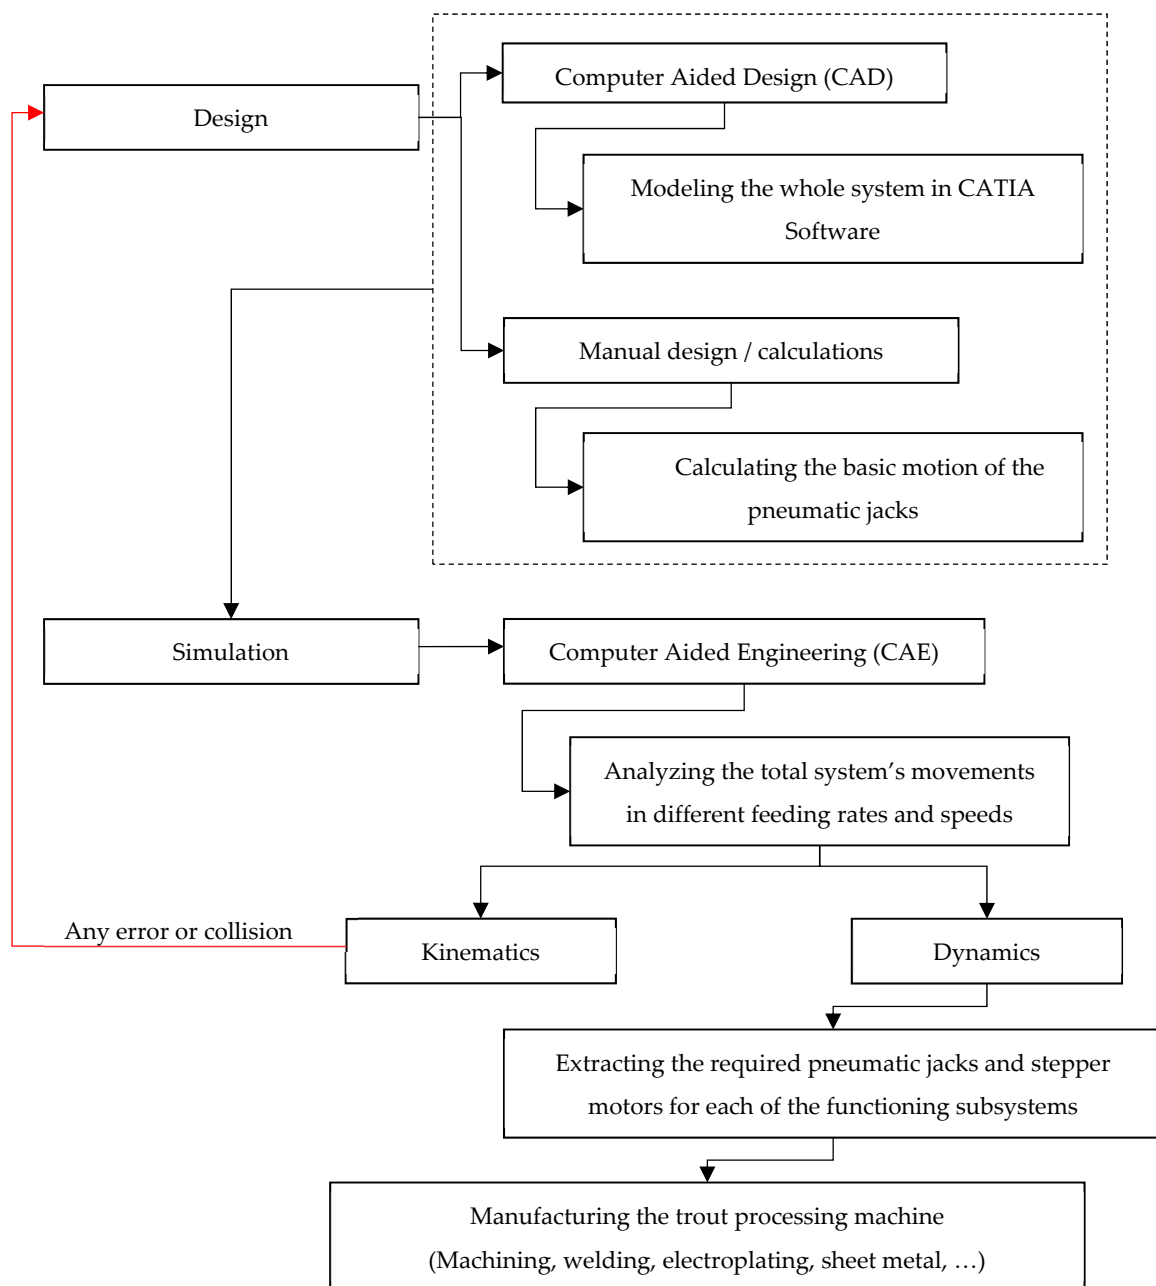 Computer Aided Design (CAD)
Design
Modeling the whole system in CATIA
Software
Manual design / calculations
Calculating the basic motion of the
pneumatic jacks
Simulation
Computer Aided Engineering (CAE)
Analyzing the total system’s movements
in different feeding rates and speeds
Any error or collision
Kinematics
Dynamics
Extracting the required pneumatic jacks and stepper
motors for each of the functioning subsystems
Manufacturing the trout processing machine
(Machining, welding, electroplating, sheet metal, …)